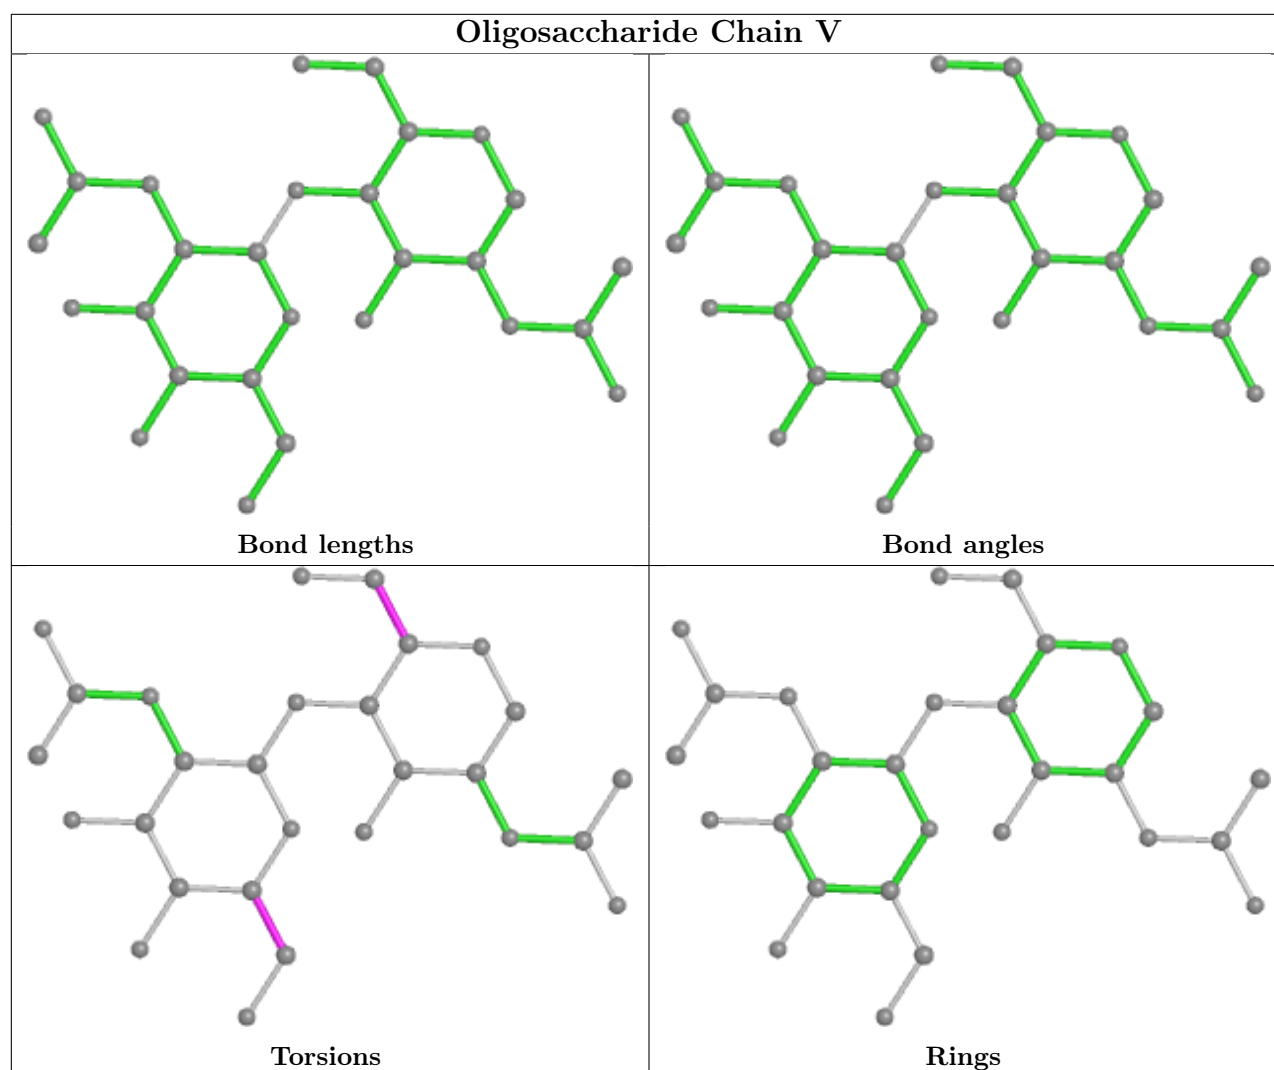 Oligosaccharide Chain V
Bond lengths
Bond angles
Torsions
Rings